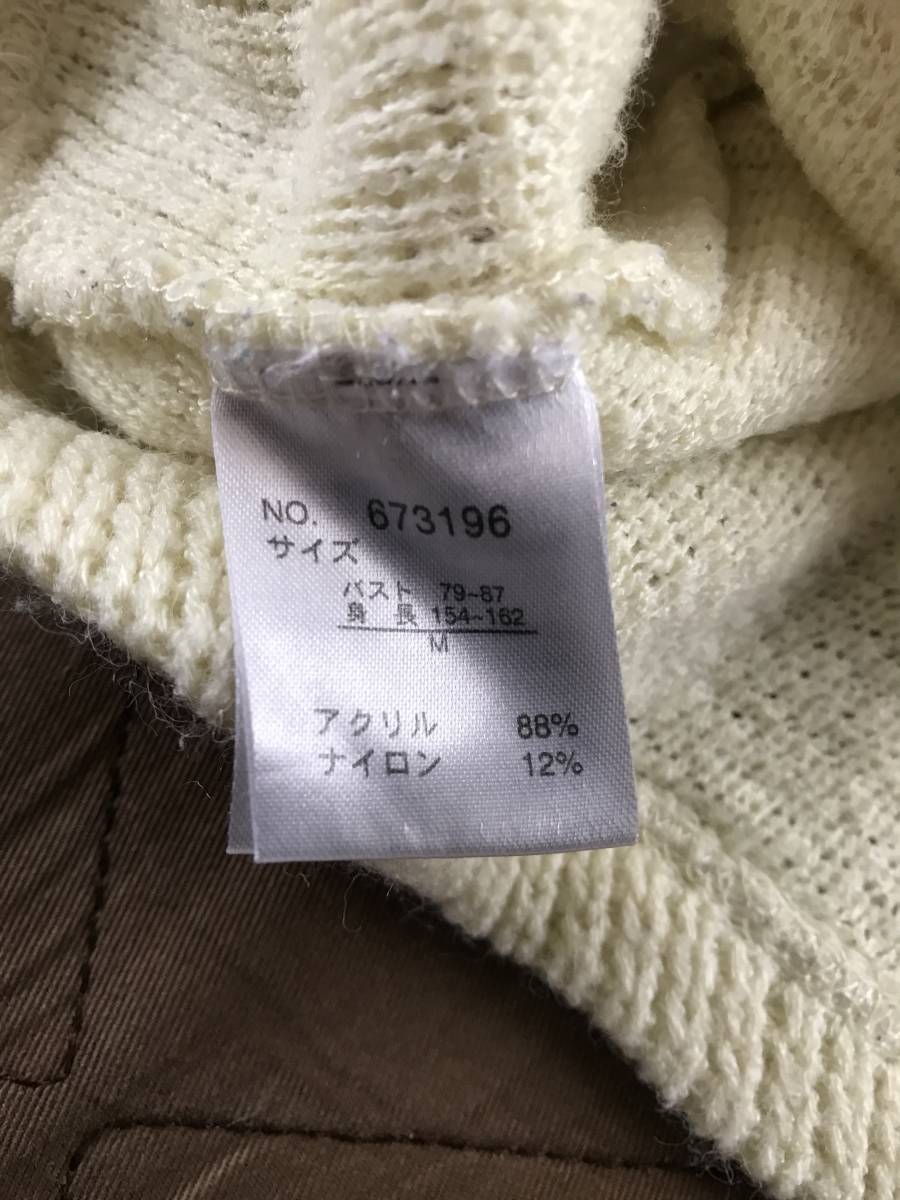 NO. 673196
サイズ
バスト 79~87
身長 154~162
M
アクリル 88%
ナイロン 12%